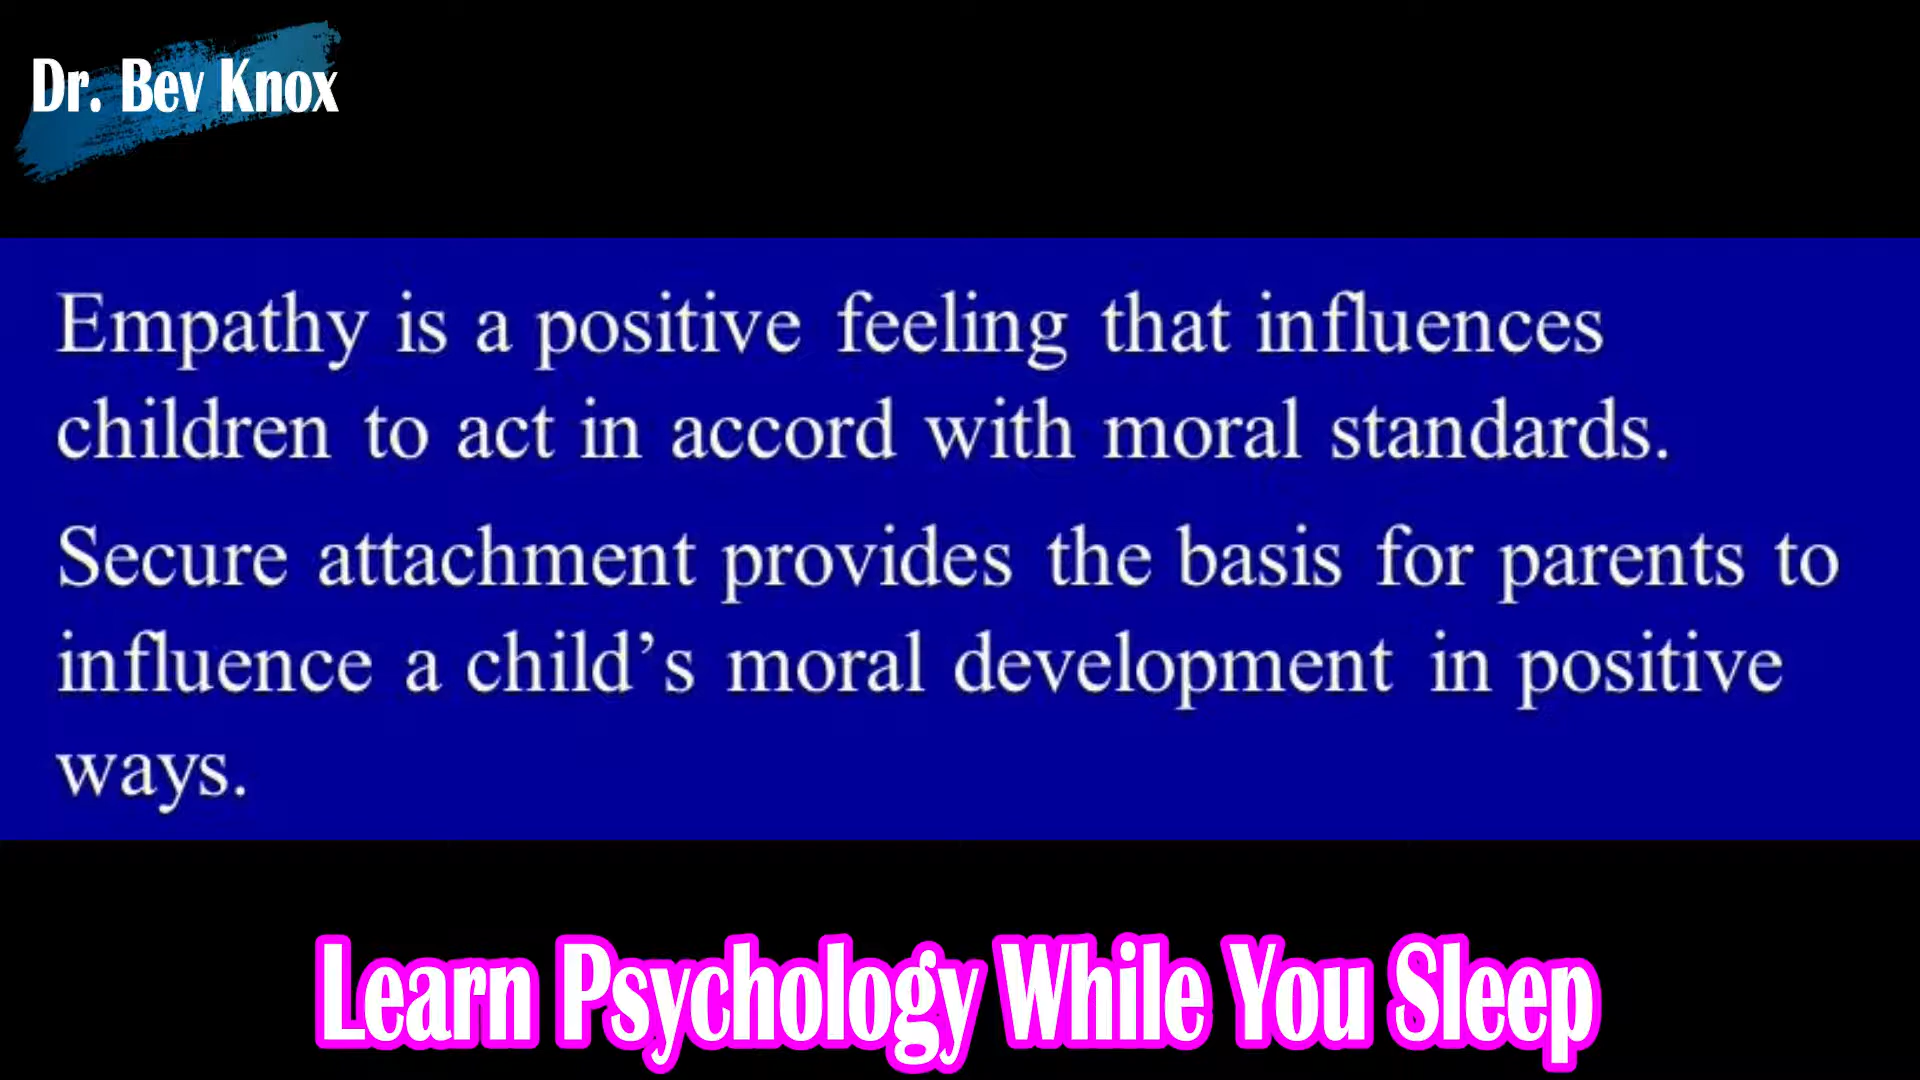 Dr. Bev Knox
Empathy is a positive feeling that influences
children to act in accord with moral standards.
Secure attachment provides the basis for parents to
influence a child’s moral development in positive
ways.
Learn Psychology While You Sleep